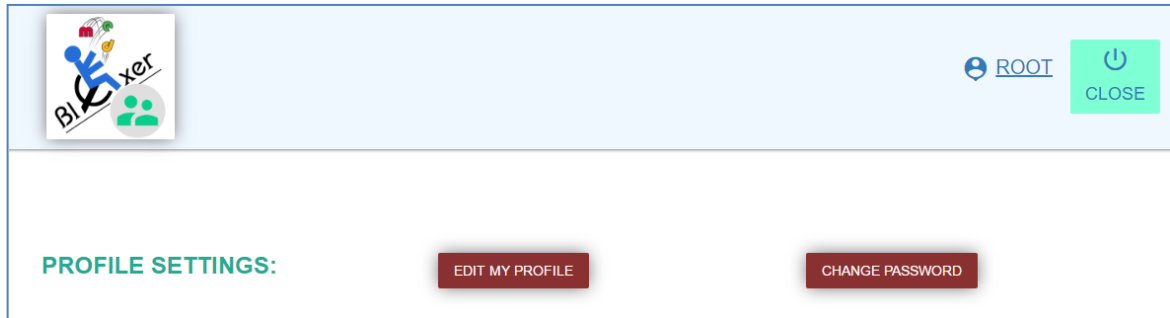 Bl xer
ROOT
CLOSE
PROFILE SETTINGS:
EDIT MY PROFILE
CHANGE PASSWORD